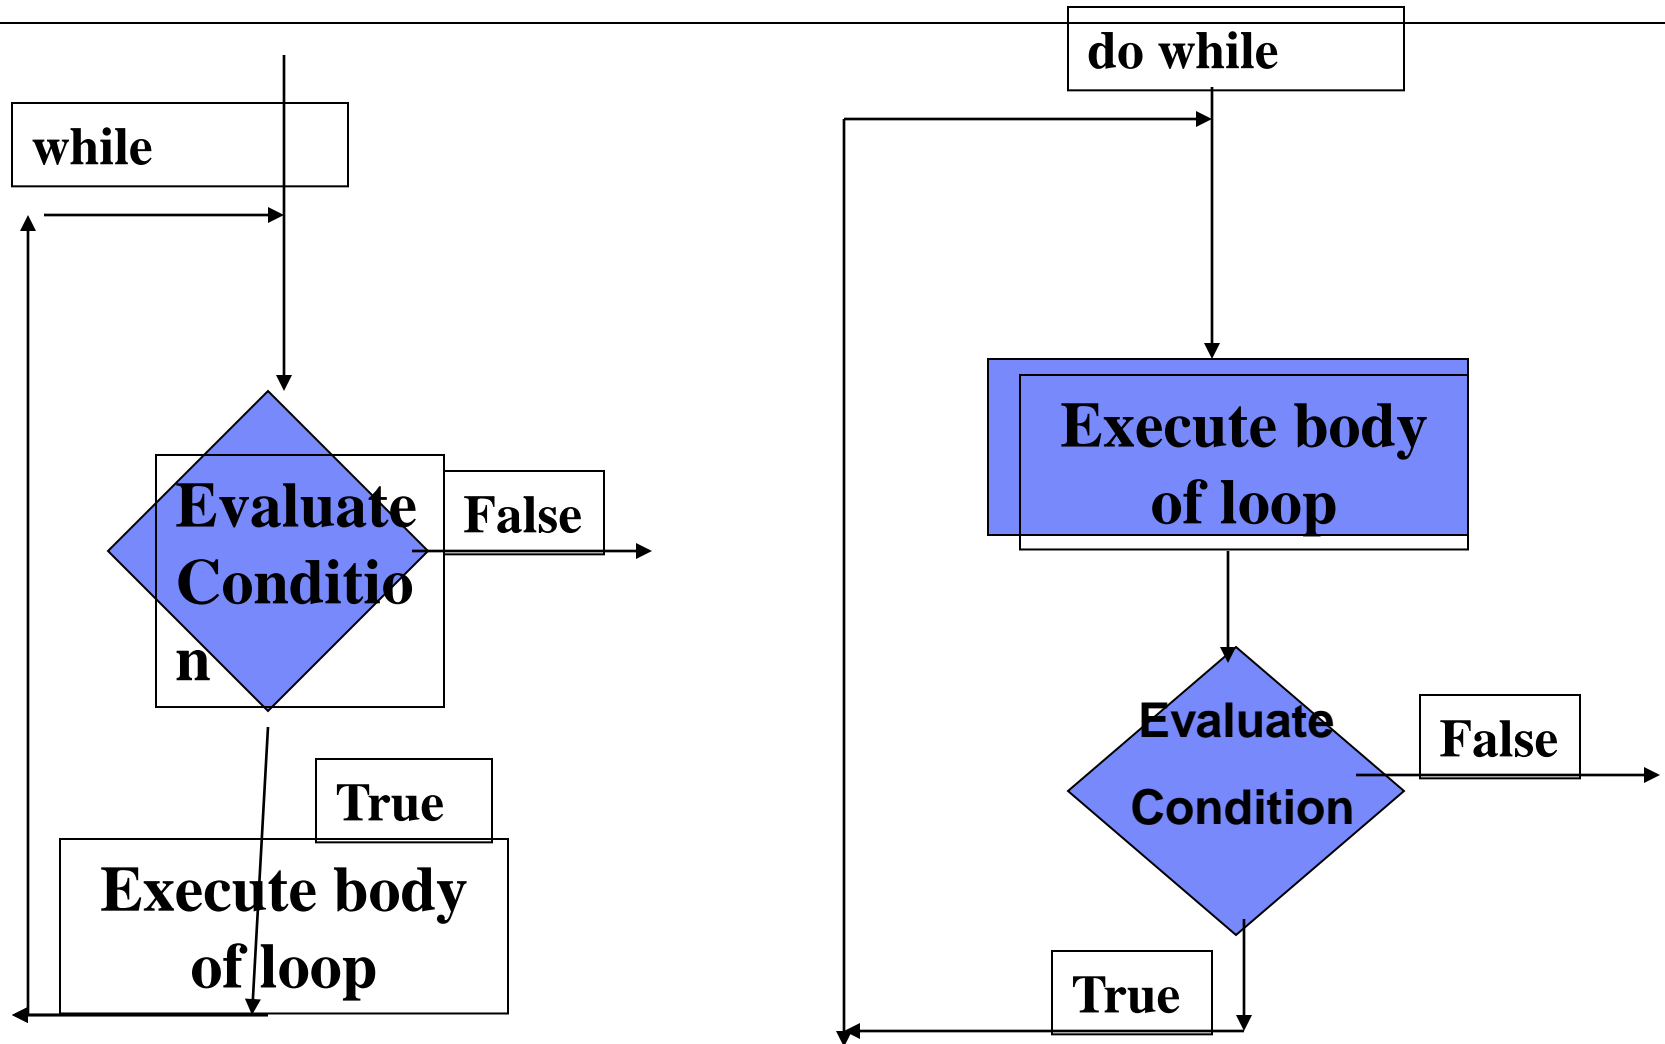 while
Evaluate
Conditio
n
False
True
Execute body
of loop
do while
Execute body
of loop
Evaluate
Condition
False
True